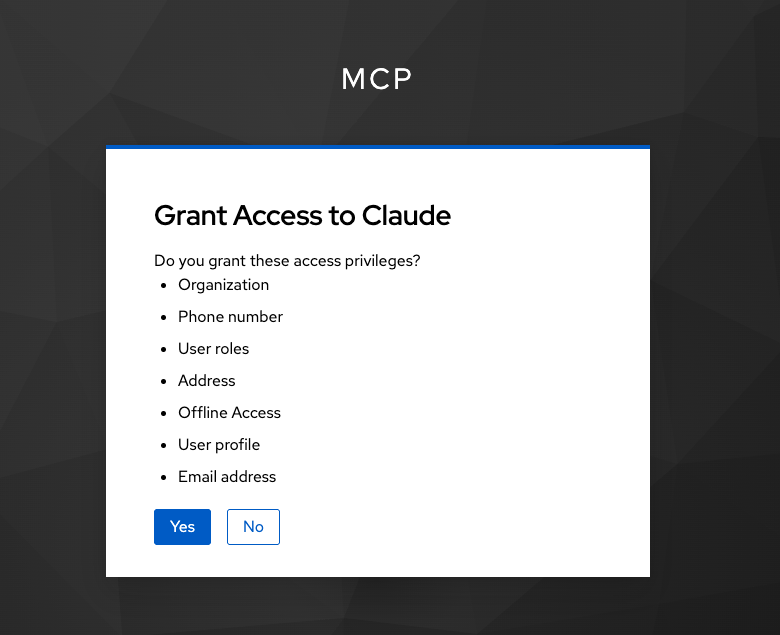 MCP
Grant Access to Claude
Do you grant these access privileges?
Organization
Phone number
User roles
Address
Offline Access
User profile
Email address
Yes
No